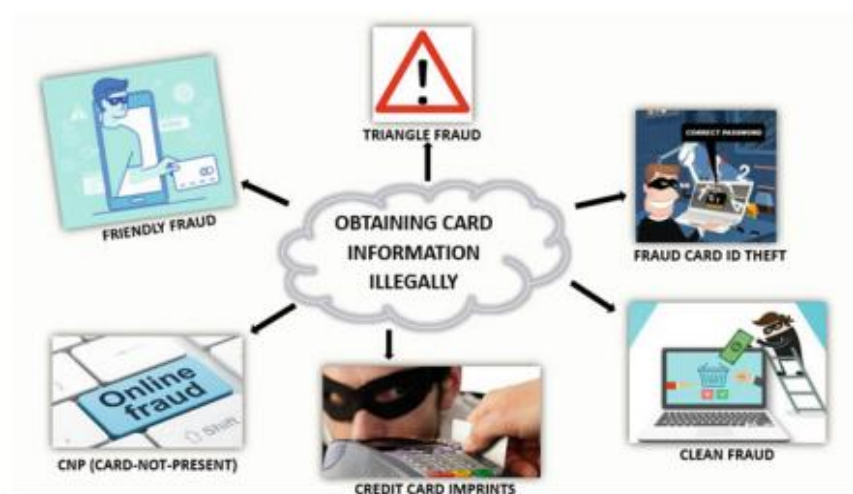 TRIANGLE FRAUD
CORRECT PASSWORD
FRIENDLY FRAUD
OBTAINING CARD
INFORMATION
ILLEGALLY
FRAUD CARD ID THEFT
Online
fraud
Shift
CNP (CARD-NOT-PRESENT)
CREDIT CARD IMPRINTS
CLEAN FRAUD